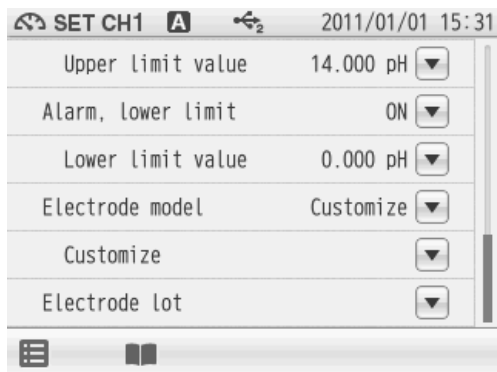 SET CH1 A 2 2011/01/01 15:31
Upper limit value 14.000 pH
Alarm, lower limit ON
Lower limit value 0.000 pH
Electrode model Customize
Customize
Electrode lot